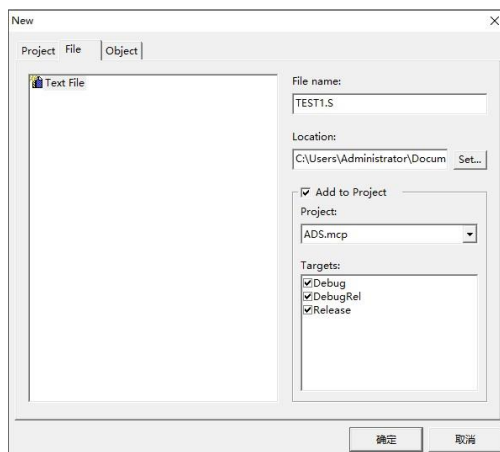 New
Project File Object
Text File
File name:
TEST1.S
Location:
C:\Users\Administrator\Docum Set...
Add to Project
Project:
ADS.mcp
Targets:
Debug
DebugRel
Release
确定 取消